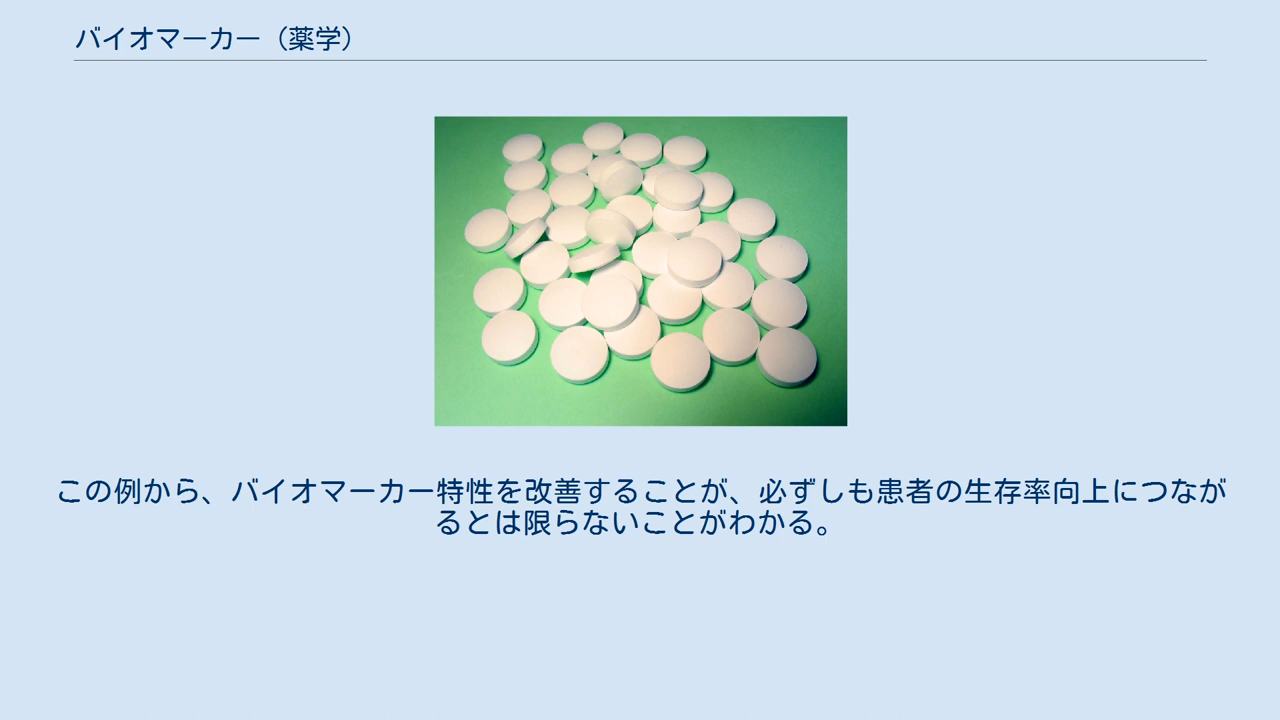 バイオマーカー（薬学）
この例から、バイオマーカー特性を改善することが、必ずしも患者の生存率向上につなが
るとは限らないことがわかる。